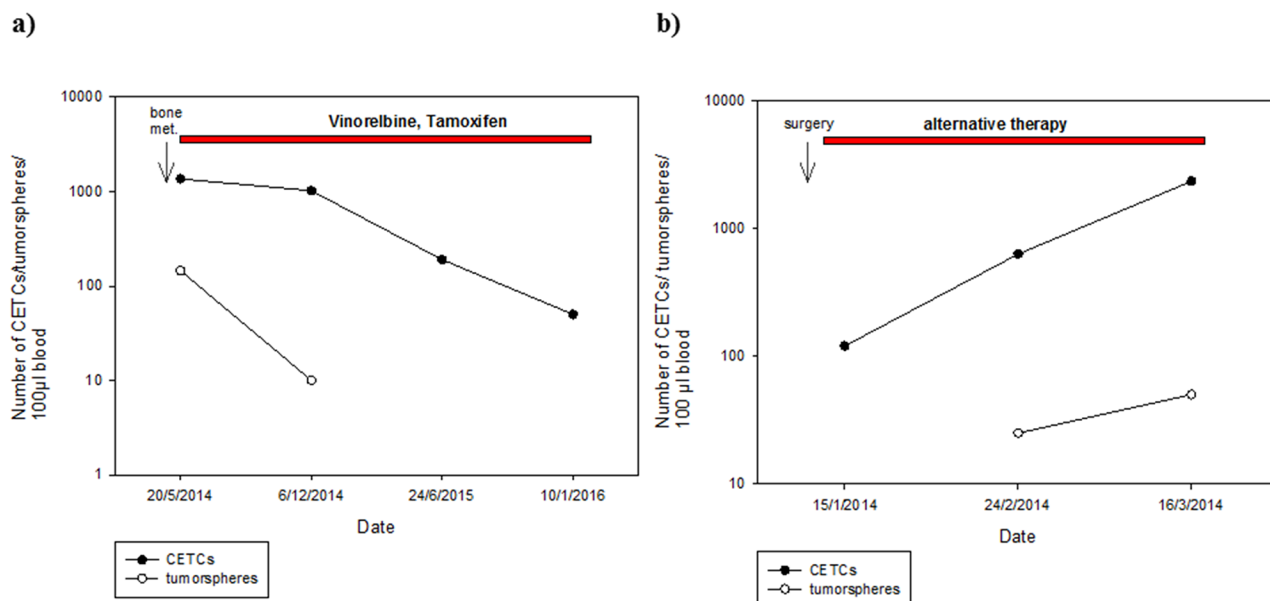 a)
10000
1000
100
10
1
Number of CETCs/tumorspheres/
100µl blood
bone
met.
Vinorelbine, Tamoxifen
20/5/2014
6/12/2014
24/6/2015
10/1/2016
Date
CETCs
tumorspheres
b)
10000
1000
100
10
Number of CETCs/ tumorspheres/
100 µl blood
surgery
alternative therapy
15/1/2014
24/2/2014
16/3/2014
Date
CETCs
tumorspheres